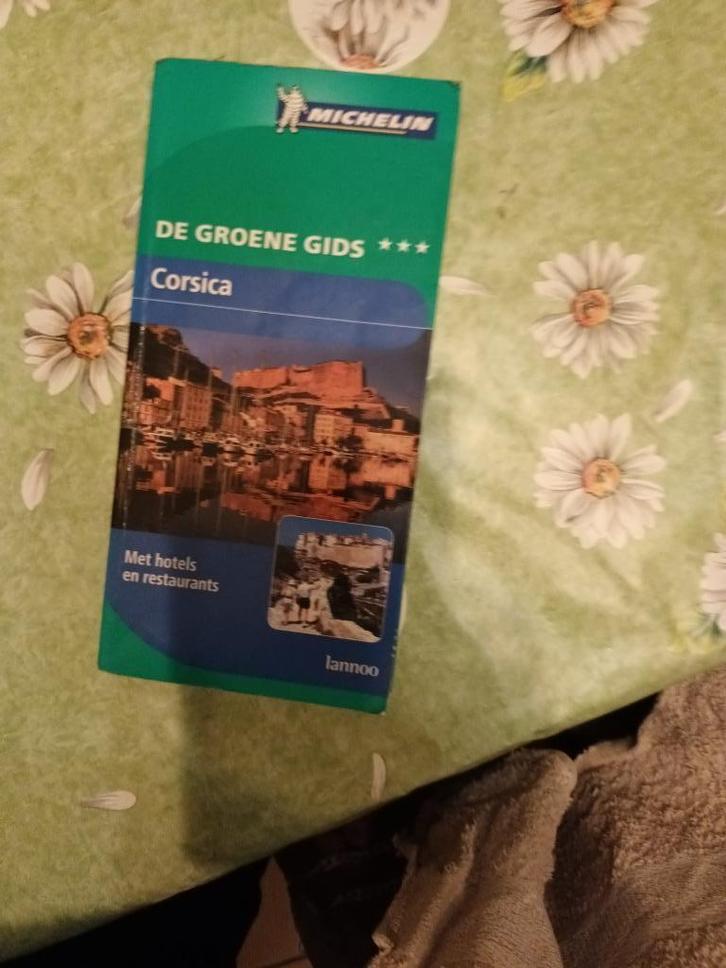 MICHELIN
DE GROENE GIDS ★★★
Corsica
Met hotels
en restaurants
lannoo